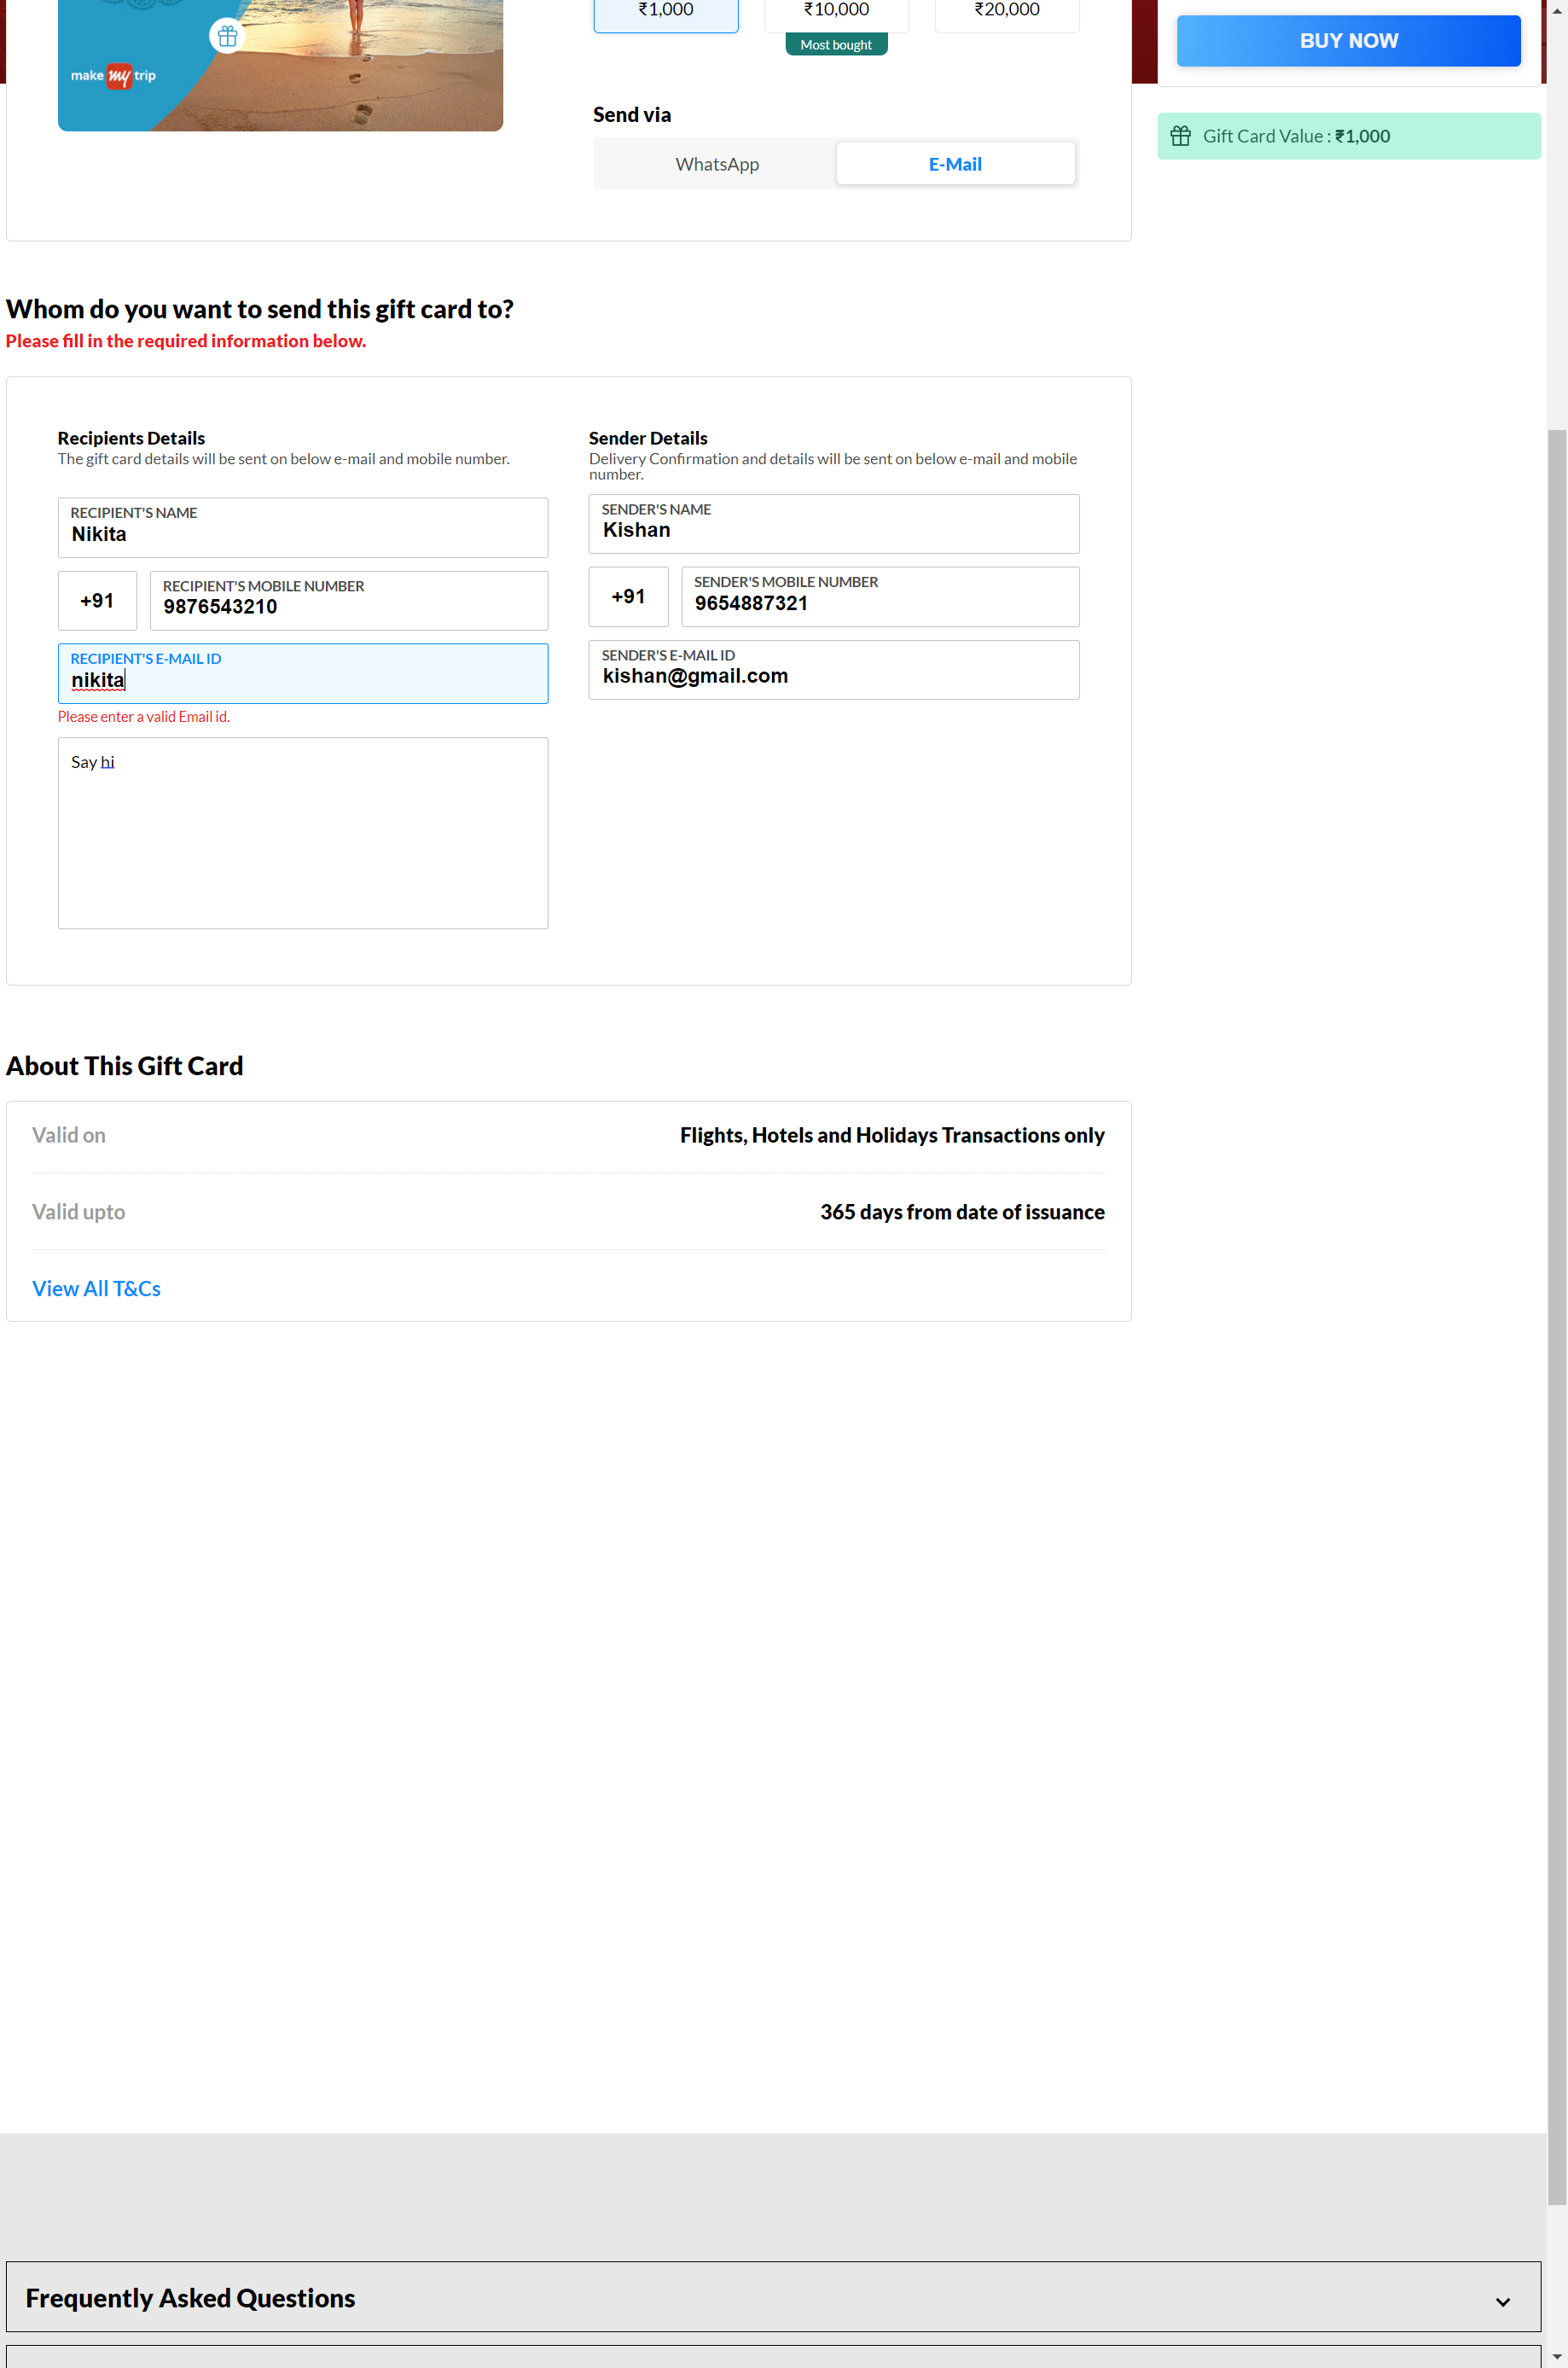 ₹1,000
₹10,000
₹20,000
Most bought
BUY NOW
make my trip
Gift Card Value : ₹1,000
Send via
WhatsApp
E-Mail
Whom do you want to send this gift card to?
Please fill in the required information below.
Recipients Details
The gift card details will be sent on below e-mail and mobile number.
RECIPIENT'S NAME
Nikita
+91
RECIPIENT'S MOBILE NUMBER
9876543210
RECIPIENT'S E-MAIL ID
nikita
Please enter a valid Email id.
Say hi
Sender Details
Delivery Confirmation and details will be sent on below e-mail and mobile
number.
SENDER'S NAME
Kishan
+91
SENDER'S MOBILE NUMBER
9654887321
SENDER'S E-MAIL ID
kishan@gmail.com
About This Gift Card
Valid on
Flights, Hotels and Holidays Transactions only
Valid upto
365 days from date of issuance
View All T&Cs
Frequently Asked Questions